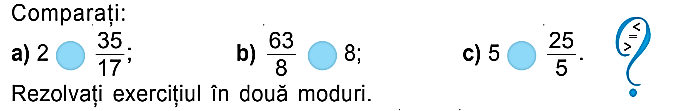 Comparați:
a) 2 ◯ 35/17; b) 63/8 ◯ 8; c) 5 ◯ 25/5.
Rezolvați exercițiul în două moduri.
< = >